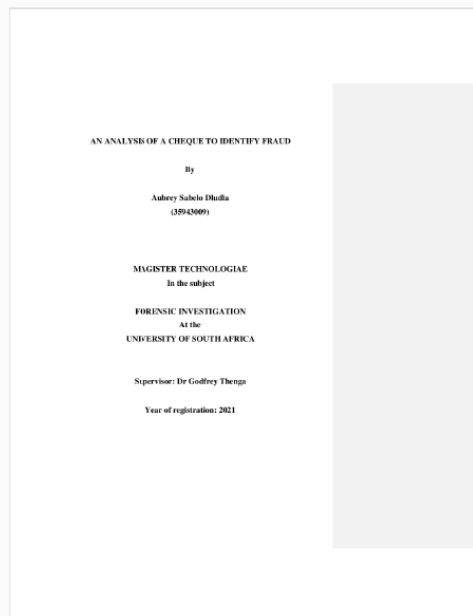 AN ANALYSIS OF A CHEQUE TO IDENTIFY FRAUD
By
Aubrey Sabelo Dludla
(35943009)
MAGISTER TECHNOLOGIAE
In the subject
FORENSIC INVESTIGATION
At the
UNIVERSITY OF SOUTH AFRICA
Supervisor: Dr Godfrey Thenga
Year of registration: 2021